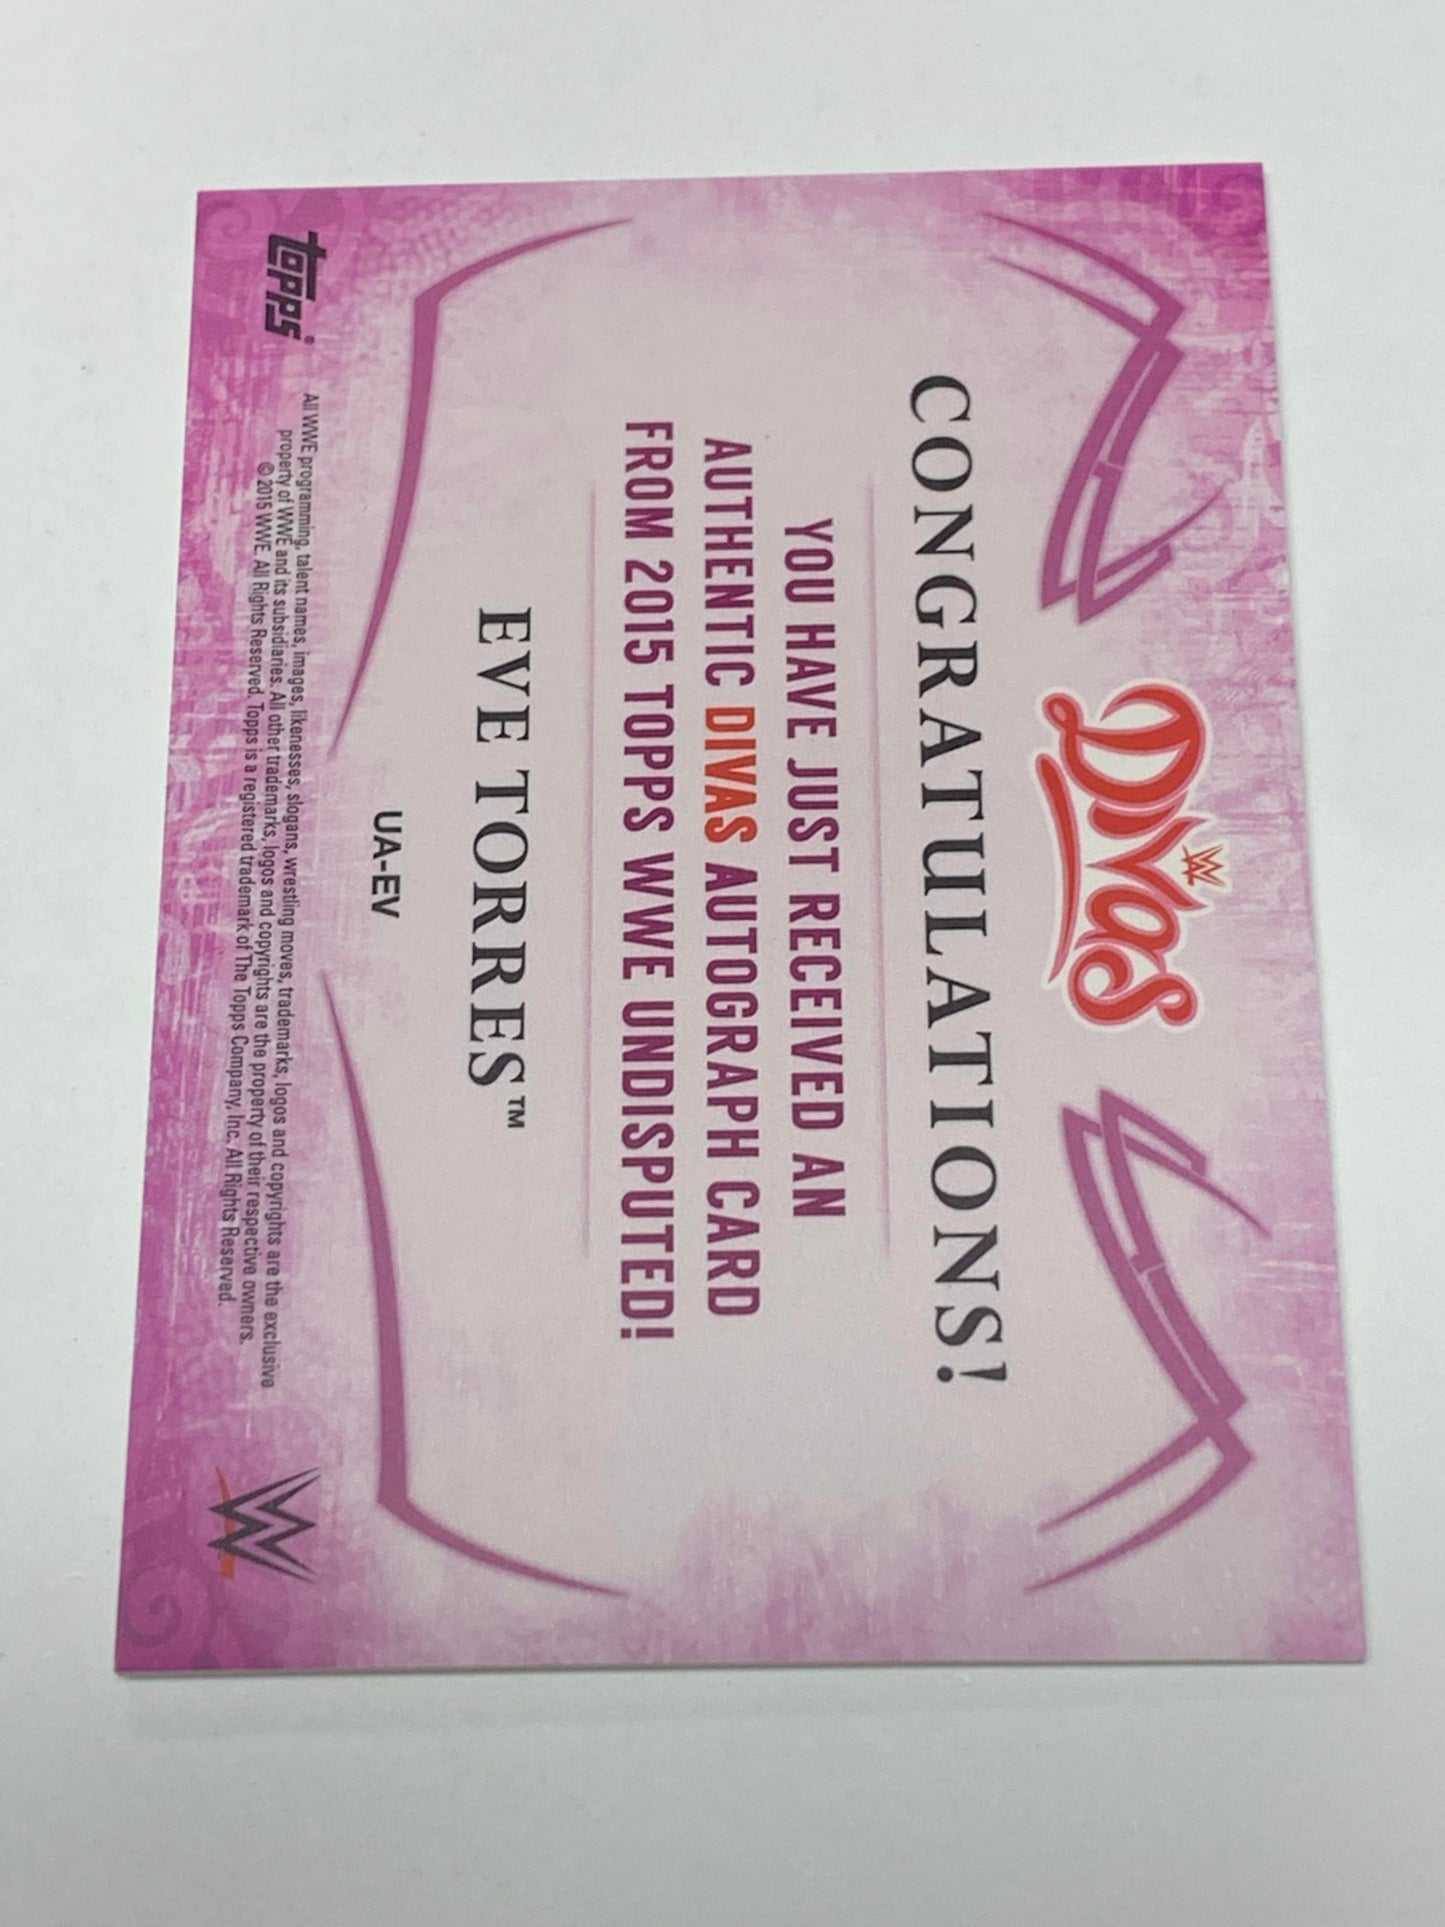 DIVAS
CONGRATULATIONS!
YOU HAVE JUST RECEIVED AN
AUTHENTIC DIVAS AUTOGRAPH CARD
FROM 2015 TOPPS WWE UNDISPUTED!
EVE TORRES™
UA-EV
topps®
All WWE programming, talent names, images, likenesses, slogans, wrestling moves, trademarks, logos and copyrights are the exclusive
property of WWE and its subsidiaries. All other trademarks, logos and copyrights are the property of their respective owners.
© 2015 WWE. All Rights Reserved. Topps is a registered trademark of The Topps Company, Inc. All Rights Reserved.
W